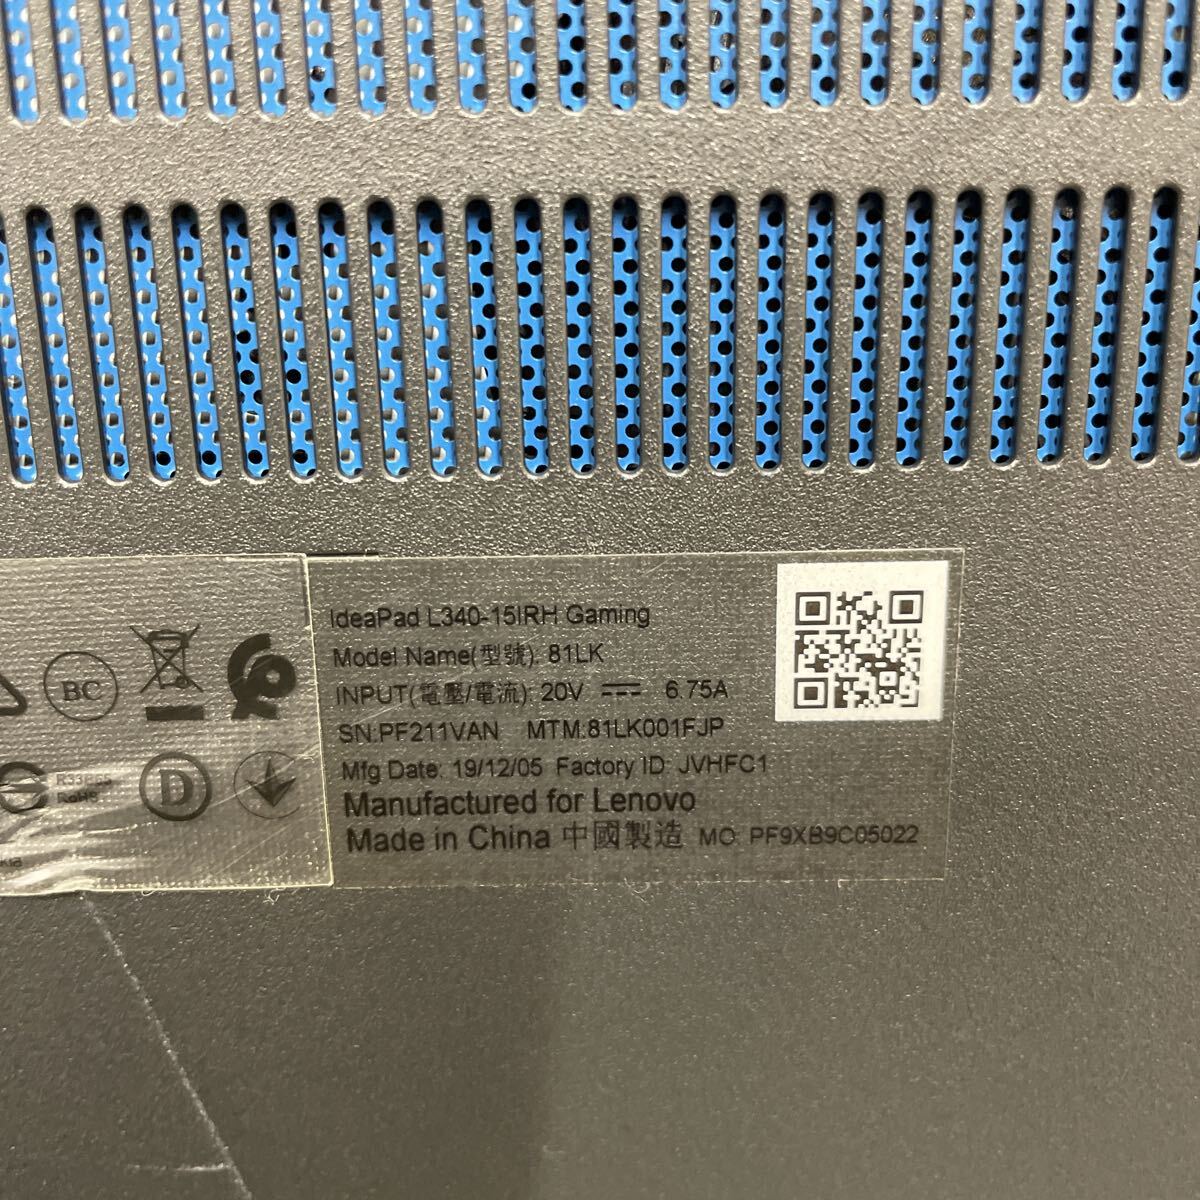 IdeaPad L340-15IRH Gaming
Model Name(型號): 81LK
INPUT(電壓/電流): 20V ⎓ 6.75A
SN:PF211VAN MTM:81LK001FJP
Mfg Date: 19/12/05 Factory ID: JVHFC1
Manufactured for Lenovo
Made in China 中國製造 MO PF9XB9C05022
BC
RoHS
D